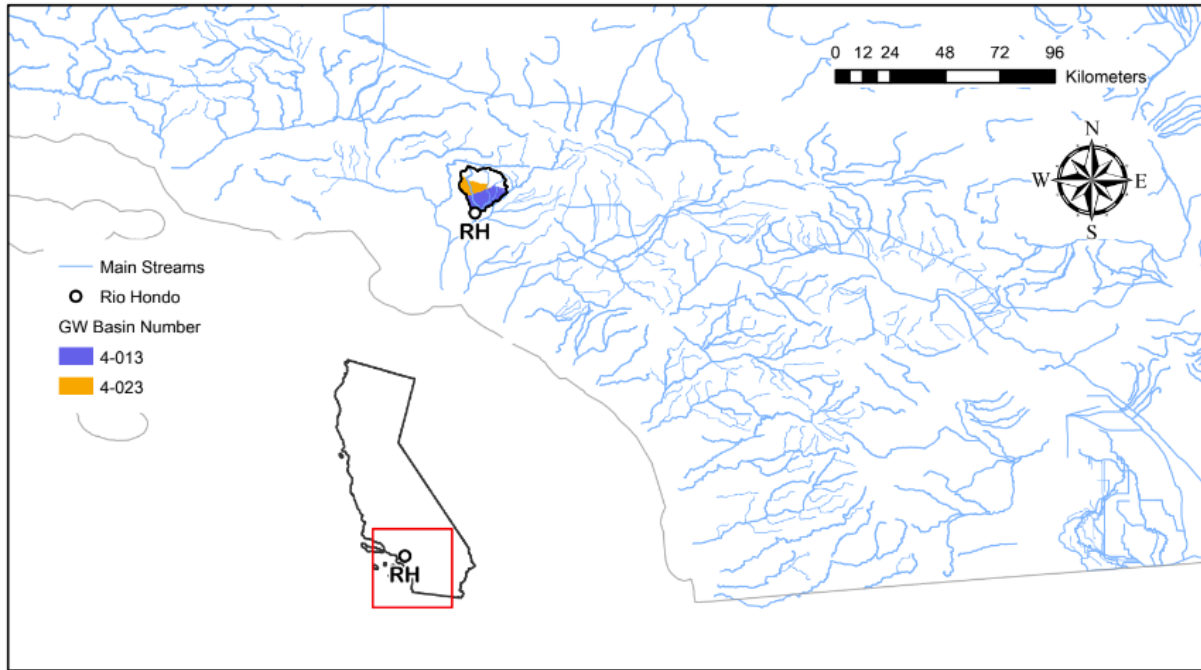 0 12 24 48 72 96
Kilometers
N
W E
S
RH
Main Streams
Rio Hondo
GW Basin Number
4-013
4-023
RH